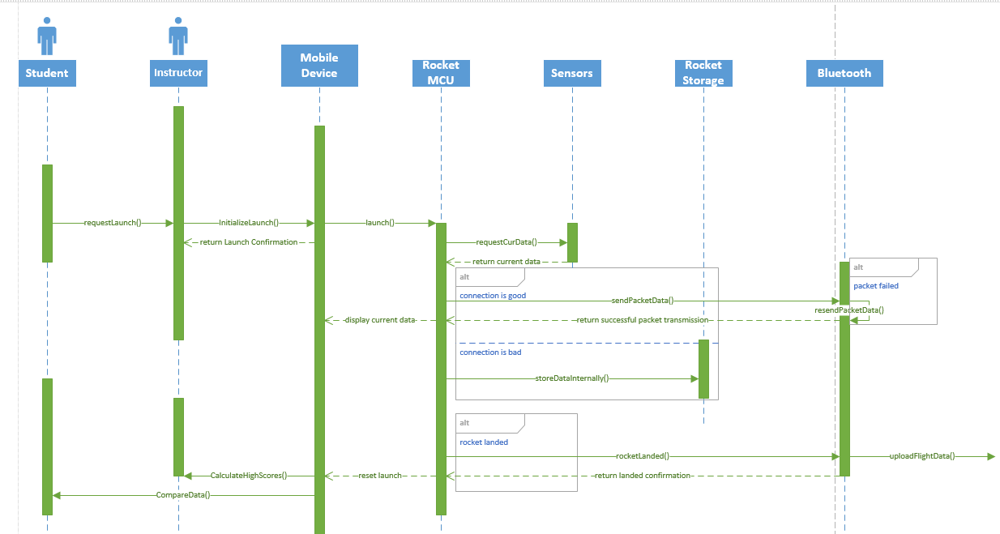 Student
Instructor
Mobile
Device
Rocket
MCU
Sensors
Rocket
Storage
Bluetooth
requestLaunch()
InitializeLaunch()
launch()
return Launch Confirmation
requestCurData()
return current data
alt
packet failed
alt
connection is good
sendPacketData()
resendPacketData()
display current data
return successful packet transmission
connection is bad
storeDataInternally()
alt
rocket landed
rocketLanded()
uploadFlightData()
CalculateHighScores()
reset launch
return landed confirmation
CompareData()